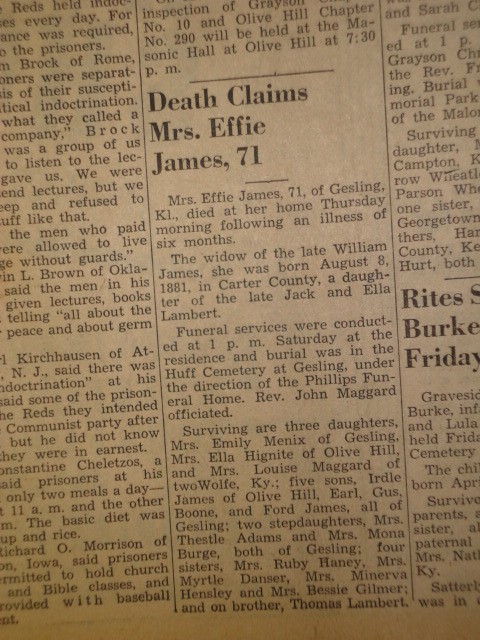 e Reds held indoc-
ses every day. For
ance was required,
o the prisoners.
m Brock of Rome,
oners were separat-
sis of their suscepti-
tical indoctrination.
what they called a
company," Brock
was a group of us
to listen to the lec-
gave us. We were
end lectures, but we
eep and refused to
uff like that.
the men who paid
were allowed to live
ge without guards."
in L. Brown of Okla-
said the men in his
given lectures, books
telling "all about the
peace and about germ
l Kirchhausen of At-
, N. J., said there was
ndoctrination" at his
said some of the prison-
he Reds they intended
Communist party after
but he did not know
they were in earnest.
onstantine Cheletzos, a
said prisoners at his
only two meals a day—
t 11 a. m. and the other
m. The basic diet was
up and rice.
Richard O. Morrison of
on, Iowa, said prisoners
ermitted to hold church
and Bible classes, and
rovided with baseball
ent.
inspection of Grayson
No. 10 and Olive Hill Chapter
No. 290 will be held at the Ma-
sonic Hall at Olive Hill at 7:30
p. m.
Death Claims
Mrs. Effie
James, 71
Mrs. Effie James, 71, of Gesling,
Kl., died at her home Thursday
morning following an illness of
six months.
The widow of the late William
James, she was born August 8,
1881, in Carter County, a daugh-
ter of the late Jack and Ella
Lambert.
Funeral services were conduct-
ed at 1 p. m. Saturday at the
residence and burial was in the
Huff Cemetery at Gesling, under
the direction of the Phillips Fun-
eral Home. Rev. John Maggard
officiated.
Surviving are three daughters,
Mrs. Emily Menix of Gesling,
Mrs. Ella Hignite of Olive Hill,
and Mrs. Louise Maggard of
twoWolfe, Ky.; five sons, Irdle
James of Olive Hill, Earl, Gus,
Boone, and Ford James, all of
Gesling; two stepdaughters, Mrs.
Thestle Adams and Mrs. Mona
Burge, both of Gesling; four
sisters, Mrs. Ruby Haney, Mrs.
Myrtle Danser, Mrs. Minerva
Hensley and Mrs. Bessie Gilmer;
and on brother, Thomas Lambert.
and Sarah C
Funeral se
ed at 1 p.
Grayson Chr
the Rev. Fr
ing. Burial
morial Park
of the Malo
Surviving
daughter, M
Campton, K
row Wheatle
Parson Whe
one sister,
Georgetown
thers, Har
County, Ke
Hurt, both
Rites S
Burke
Friday
Graveside
Burke, inf
and Lula
held Frida
Cemetery
The chi
born Apr
Survivo
parents, a
sister, a
paternal
Mrs. Nath
Ky.
Satterly
was in c